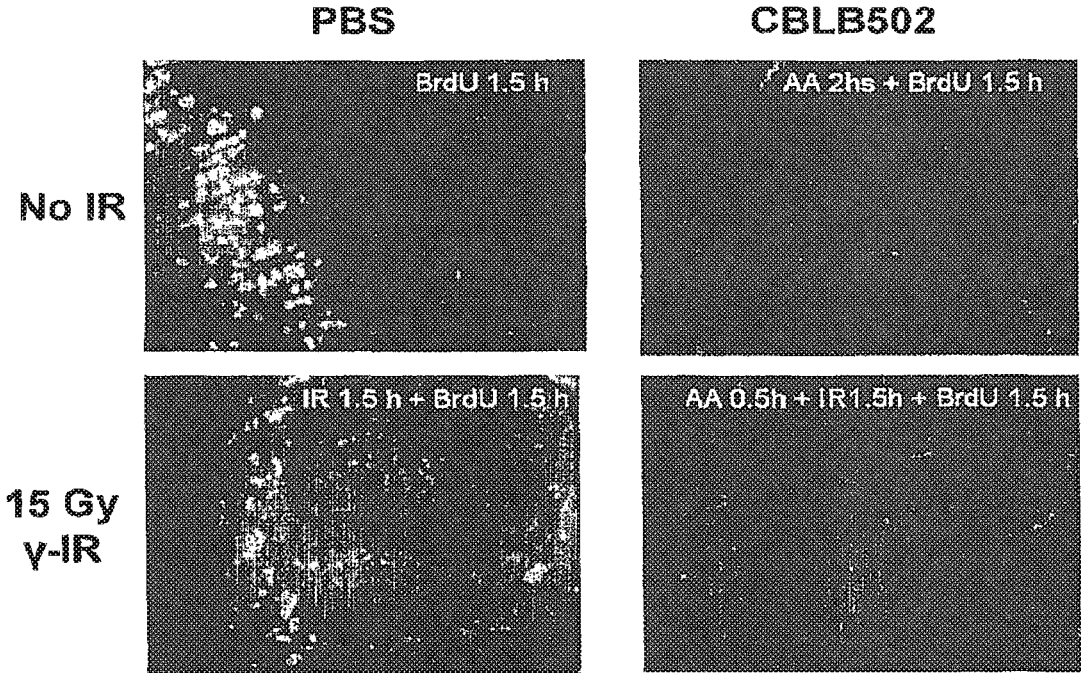 PBS
CBLB502
No IR
BrdU 1.5 h
AA 2hs + BrdU 1.5 h
15 Gy
γ-IR
IR 1.5 h + BrdU 1.5 h
AA 0.5h + IR1.5h + BrdU 1.5 h